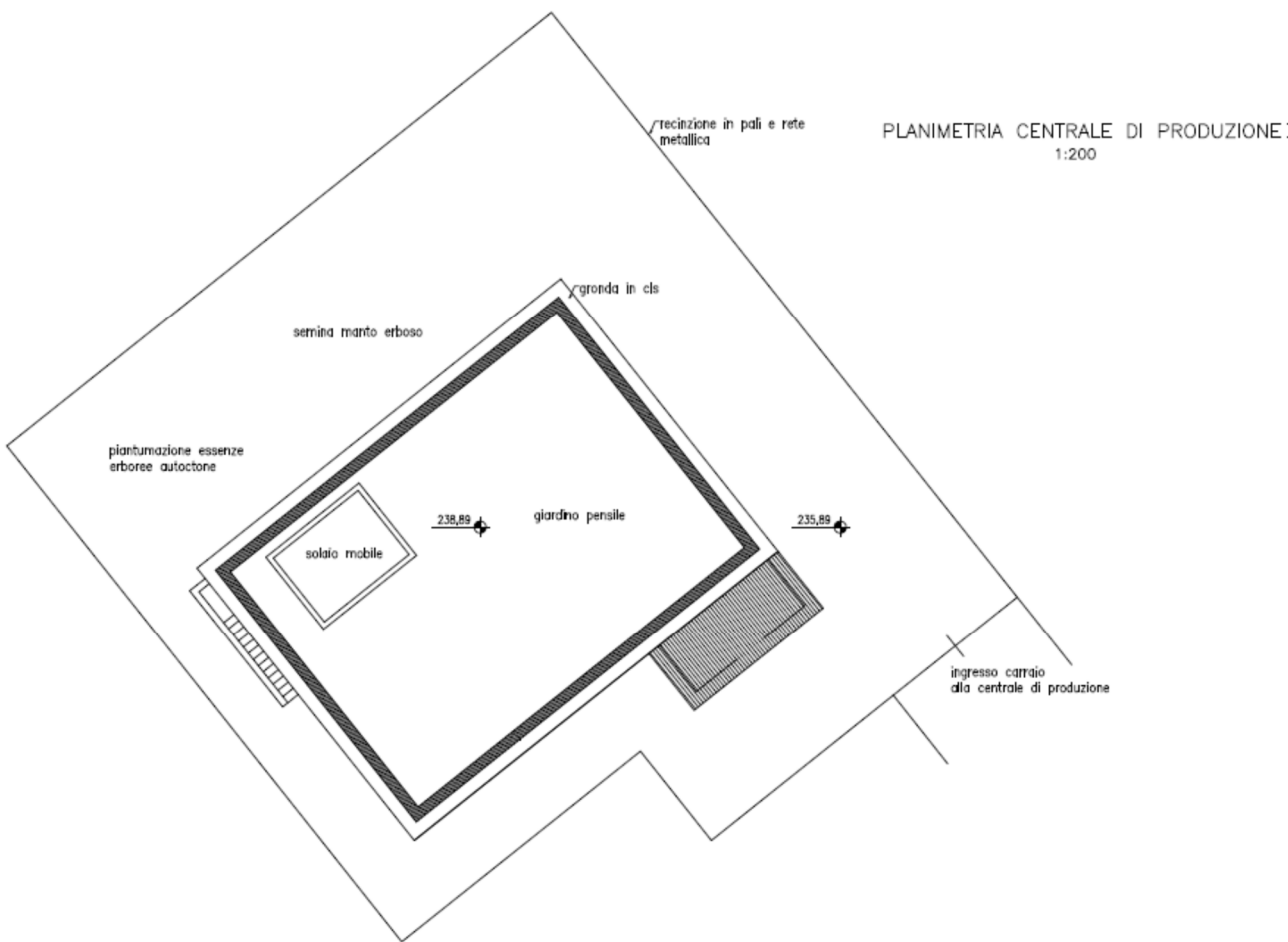 recinzione in pali e rete
metallica
PLANIMETRIA CENTRALE DI PRODUZIONE
1:200
gronda in cls
semina manto erboso
piantumazione essenze
erboree autoctone
238,89
giardino pensile
235,89
solaio mobile
ingresso carraio
alla centrale di produzione